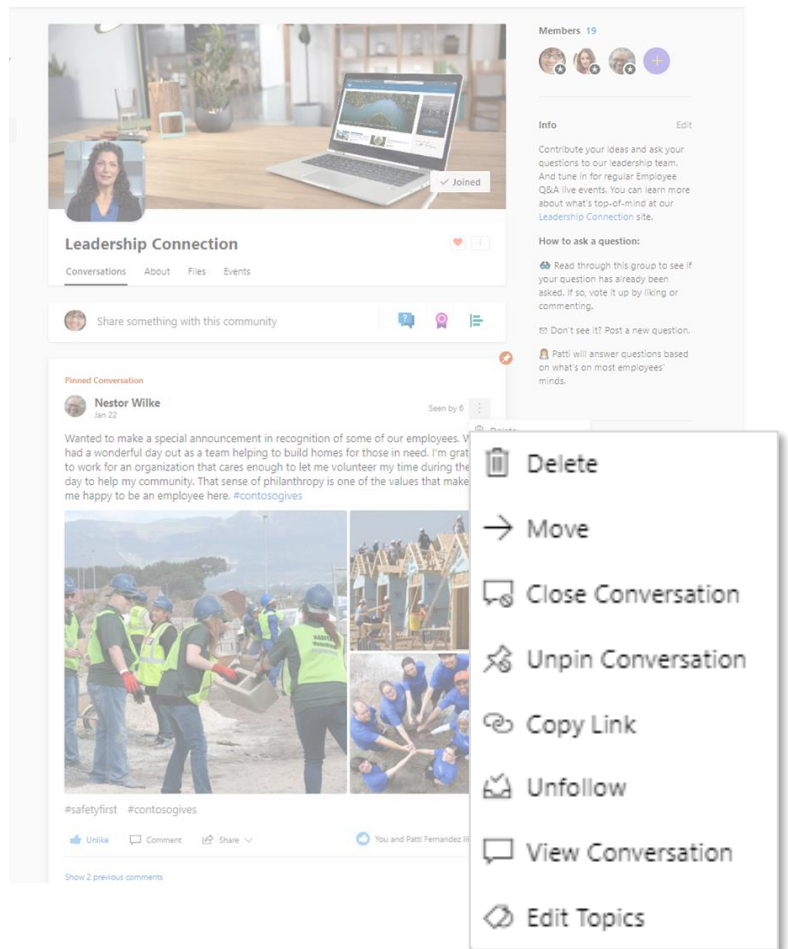 Members 19
Joined
Leadership Connection
Conversations About Files Events
Share something with this community
Info Edit
Contribute your ideas and ask your
questions to our leadership team.
And tune in for regular Employee
Q&A live events. You can learn more
about what's top-of-mind at our
Leadership Connection site.
How to ask a question:
Read through this group to see if
your question has already been
asked. If so, vote it up by liking or
commenting.
Don't see it? Post a new question.
Patti will answer questions based
on what's on most employees'
minds.
Pinned Conversation
Nestor Wilke
Jan 22
Seen by 6
Wanted to make a special announcement in recognition of some of our employees. W
had a wonderful day out as a team helping to build homes for those in need. I'm grat
to work for an organization that cares enough to let me volunteer my time during the
day to help my community. That sense of philanthropy is one of the values that make
me happy to be an employee here. #contosogives
#safetyfirst #contosogives
Unlike Comment Share
You and Patti Fernandez li
Show 2 previous comments
Delete
Delete
Move
Close Conversation
Unpin Conversation
Copy Link
Unfollow
View Conversation
Edit Topics